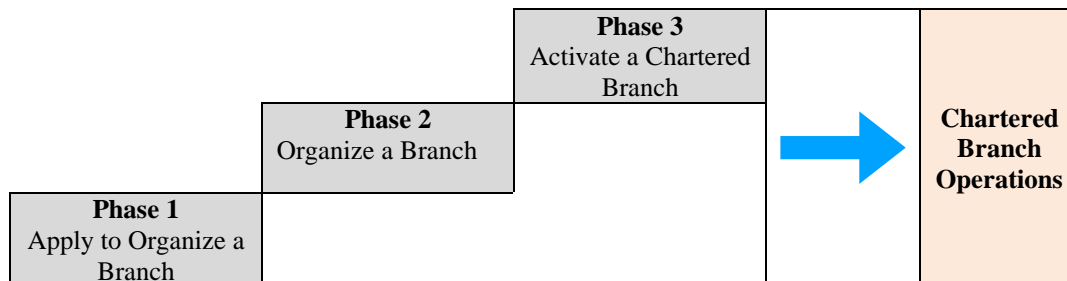 Phase 3
Activate a Chartered
Branch
Phase 2
Organize a Branch
Chartered
Branch
Operations
Phase 1
Apply to Organize a
Branch